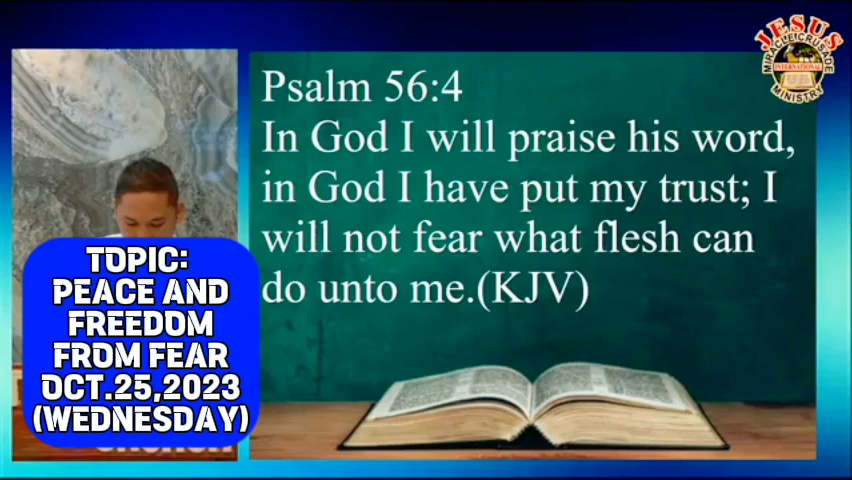 Psalm 56:4
In God I will praise his word,
in God I have put my trust; I
will not fear what flesh can
do unto me.(KJV)
TOPIC:
PEACE AND
FREEDOM
FROM FEAR
OCT.25,2023
(WEDNESDAY)
JESUS
MIRACLE CRUSADE
INTERNATIONAL
MINISTRY